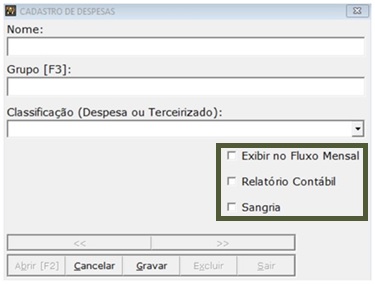 CADASTRO DE DESPESAS
Nome:
Grupo [F3]:
Classificação (Despesa ou Terceirizado):
Exibir no Fluxo Mensal
Relatório Contábil
Sangria
<< >>
Abrir [F2] Cancelar Gravar Excluir Sair